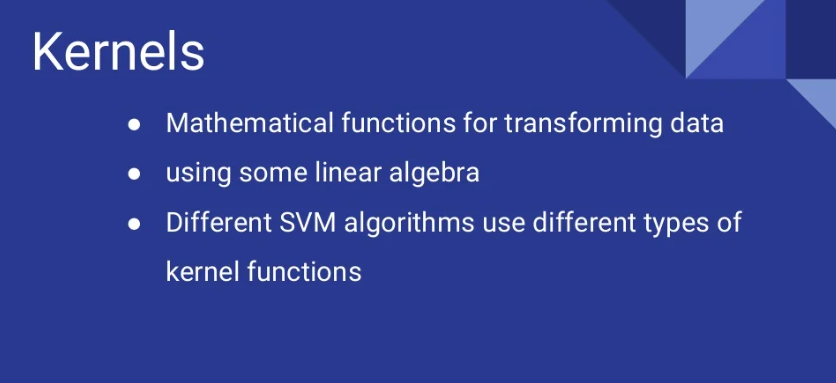 Kernels
● Mathematical functions for transforming data
● using some linear algebra
● Different SVM algorithms use different types of
kernel functions